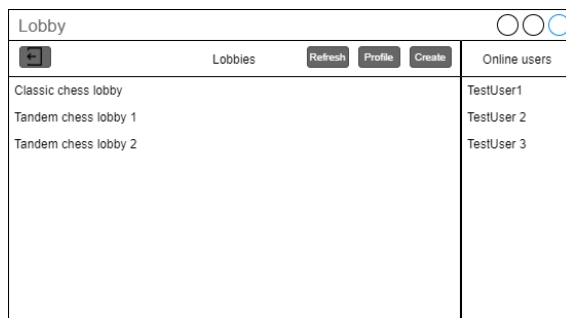 Lobby
Lobbies Refresh Profile Create Online users
Classic chess lobby TestUser1
Tandem chess lobby 1 TestUser 2
Tandem chess lobby 2 TestUser 3